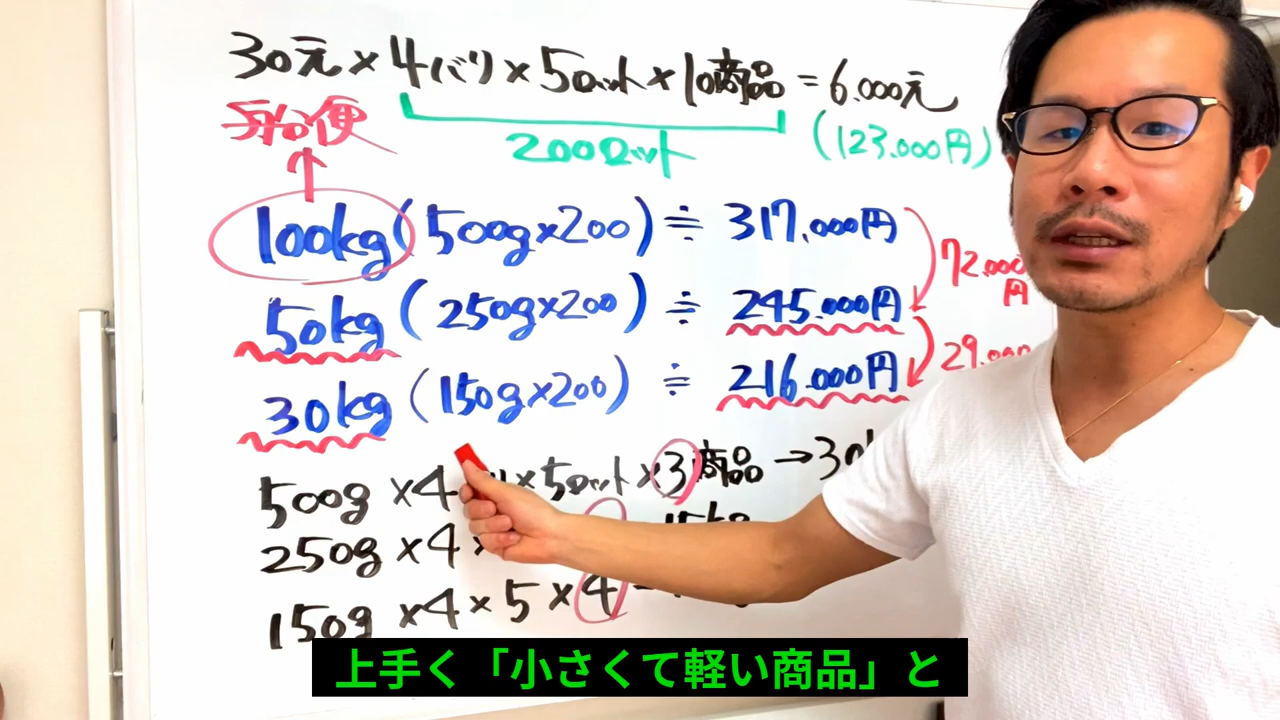 30元×4バリ×5ロット×10商品=6.000元
船便
200ロット
(123.000円)
100kg(500g×200)≒317.000円
72.000円
50kg(250g×200)≒245.000円
29.000
30kg(150g×200)≒216.000円
500g×4 ×5ロット×3商品→30
250g×4× 15kg
150g×4×5×4
上手く「小さくて軽い商品」と